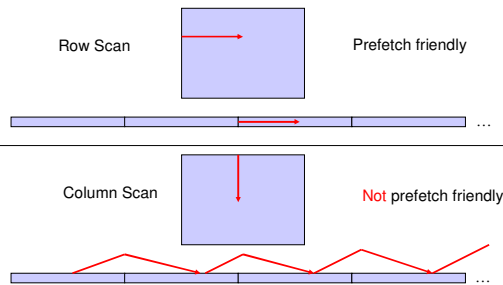 Row Scan
Prefetch friendly
...
Column Scan
Not prefetch friendly
...